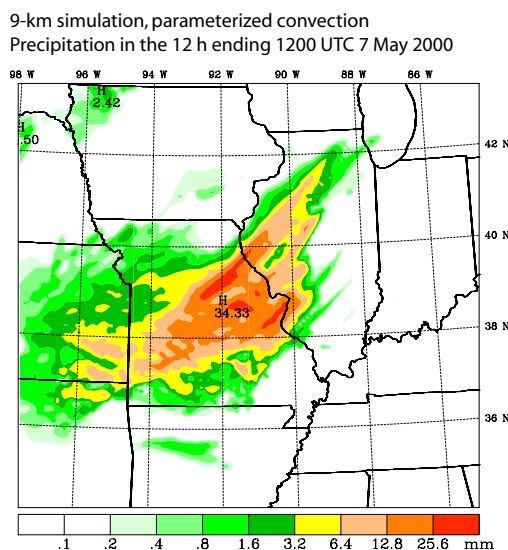 9-km simulation, parameterized convection
Precipitation in the 12 h ending 1200 UTC 7 May 2000
98 W 96 W 94 W 92 W 90 W 88 W 86 W
H
2.42
H
.50
42 N
40 N
H
34.33
38 N
36 N
.1 .2 .4 .8 1.6 3.2 6.4 12.8 25.6 mm